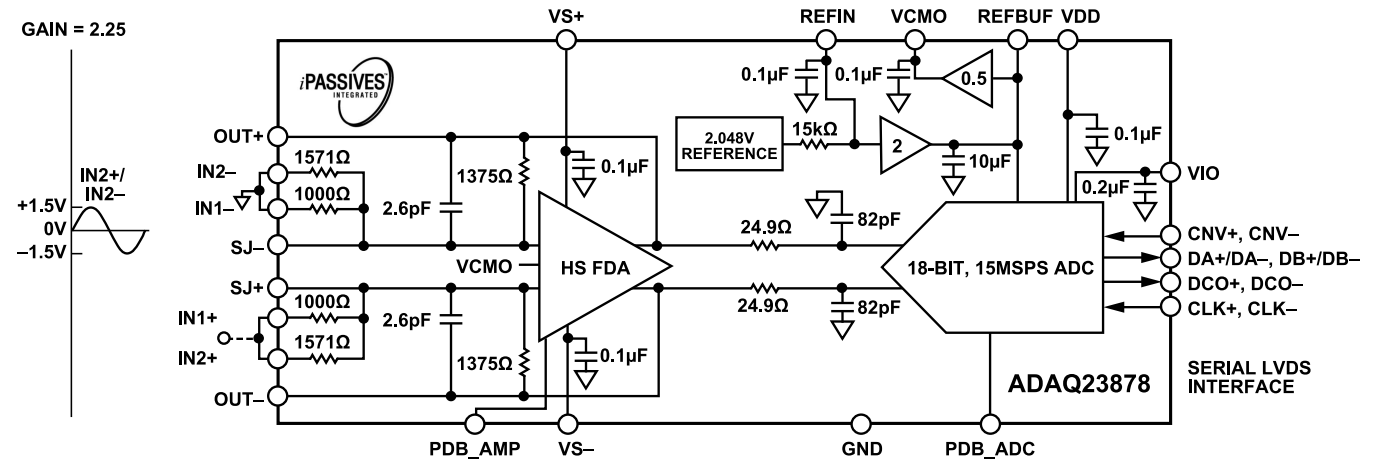 GAIN = 2.25
IN2+/
IN2–
+1.5V
0V
–1.5V
VS+
REFIN
VCMO
REFBUF
VDD
iPASSIVES™
INTEGRATED
0.1µF
0.1µF
0.5
2.048V
REFERENCE
15kΩ
2
10µF
0.1µF
VIO
0.2µF
OUT+
IN2–
1571Ω
IN1–
1000Ω
SJ–
2.6pF
1375Ω
0.1µF
VCMO
HS FDA
24.9Ω
82pF
18-BIT, 15MSPS ADC
CNV+, CNV–
DA+/DA–, DB+/DB–
DCO+, DCO–
CLK+, CLK–
SJ+
IN1+
1000Ω
IN2+
1571Ω
OUT–
2.6pF
1375Ω
0.1µF
24.9Ω
82pF
ADAQ23878
SERIAL LVDS
INTERFACE
PDB_AMP
VS–
GND
PDB_ADC